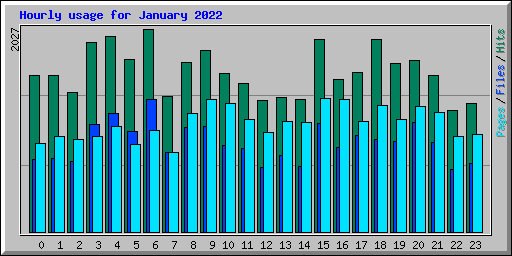 Hourly usage for January 2022
2027
Pages/Files/Hits
0 1 2 3 4 5 6 7 8 9 10 11 12 13 14 15 16 17 18 19 20 21 22 23